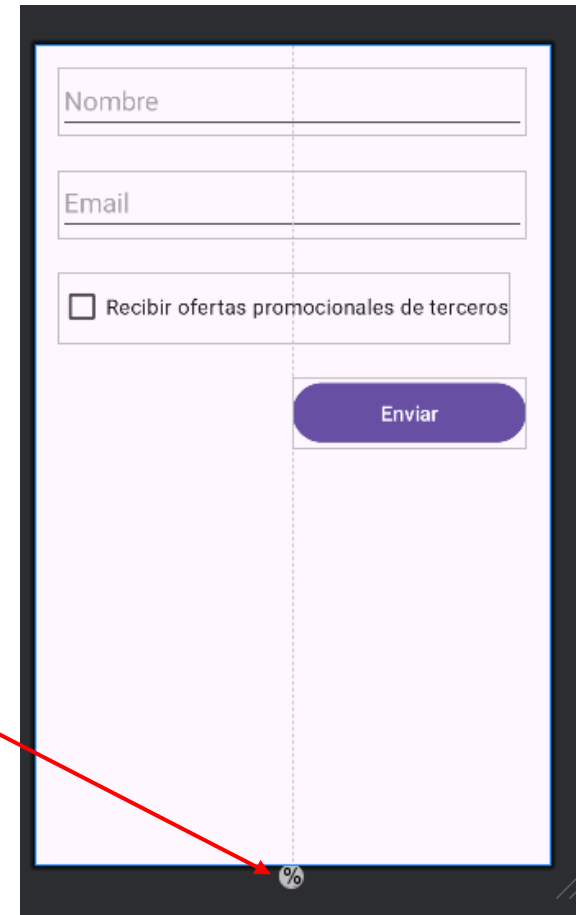 Nombre
Email
Recibir ofertas promocionales de terceros
Enviar
%